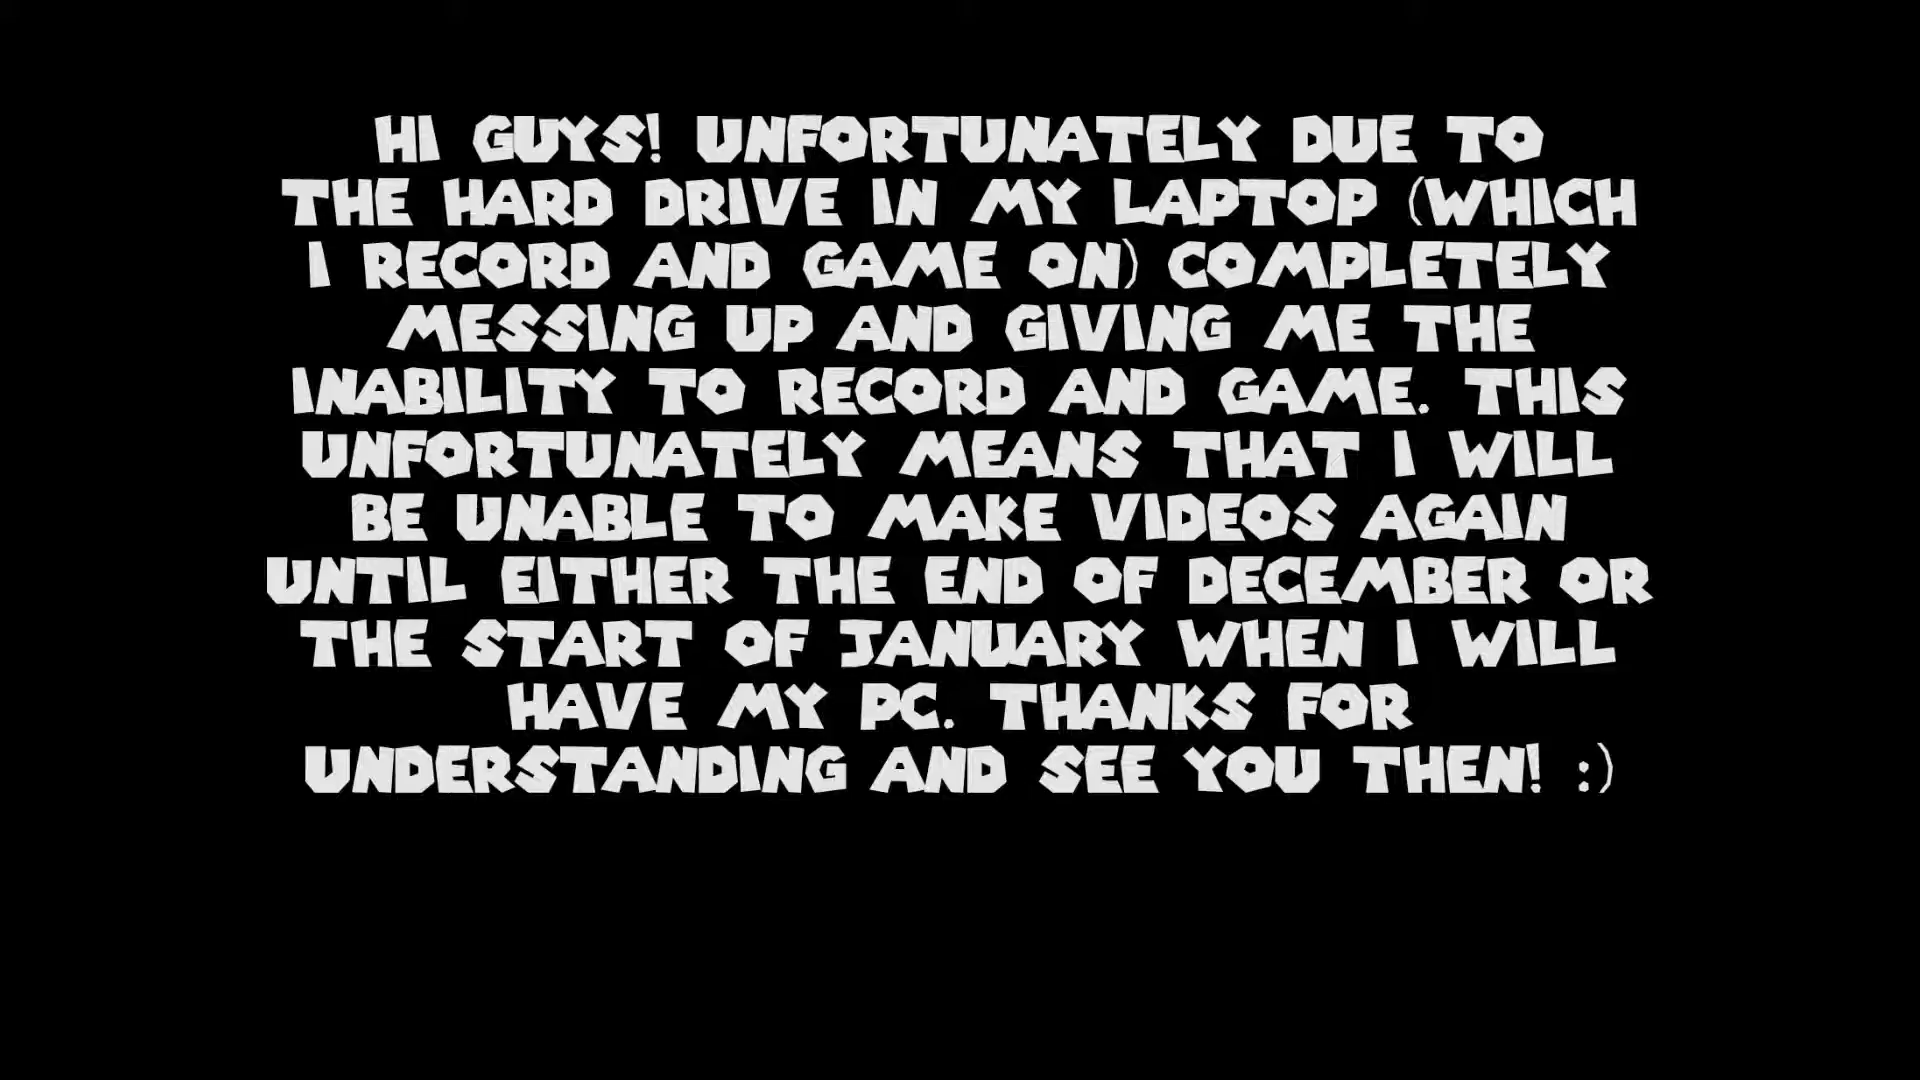 HI GUYS! UNFORTUNATELY DUE TO
THE HARD DRIVE IN MY LAPTOP (WHICH
I RECORD AND GAME ON) COMPLETELY
MESSING UP AND GIVING ME THE
INABILITY TO RECORD AND GAME. THIS
UNFORTUNATELY MEANS THAT I WILL
BE UNABLE TO MAKE VIDEOS AGAIN
UNTIL EITHER THE END OF DECEMBER OR
THE START OF JANUARY WHEN I WILL
HAVE MY PC. THANKS FOR
UNDERSTANDING AND SEE YOU THEN! :)